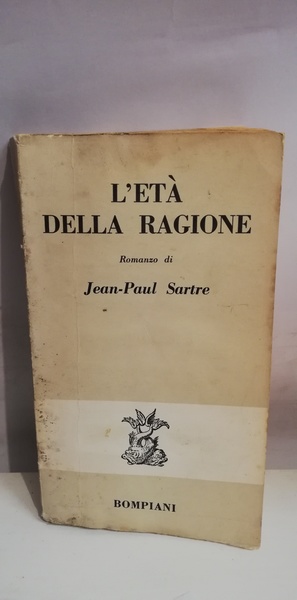 L'ETÀ
DELLA RAGIONE
Romanzo di
Jean-Paul Sartre
BOMPIANI